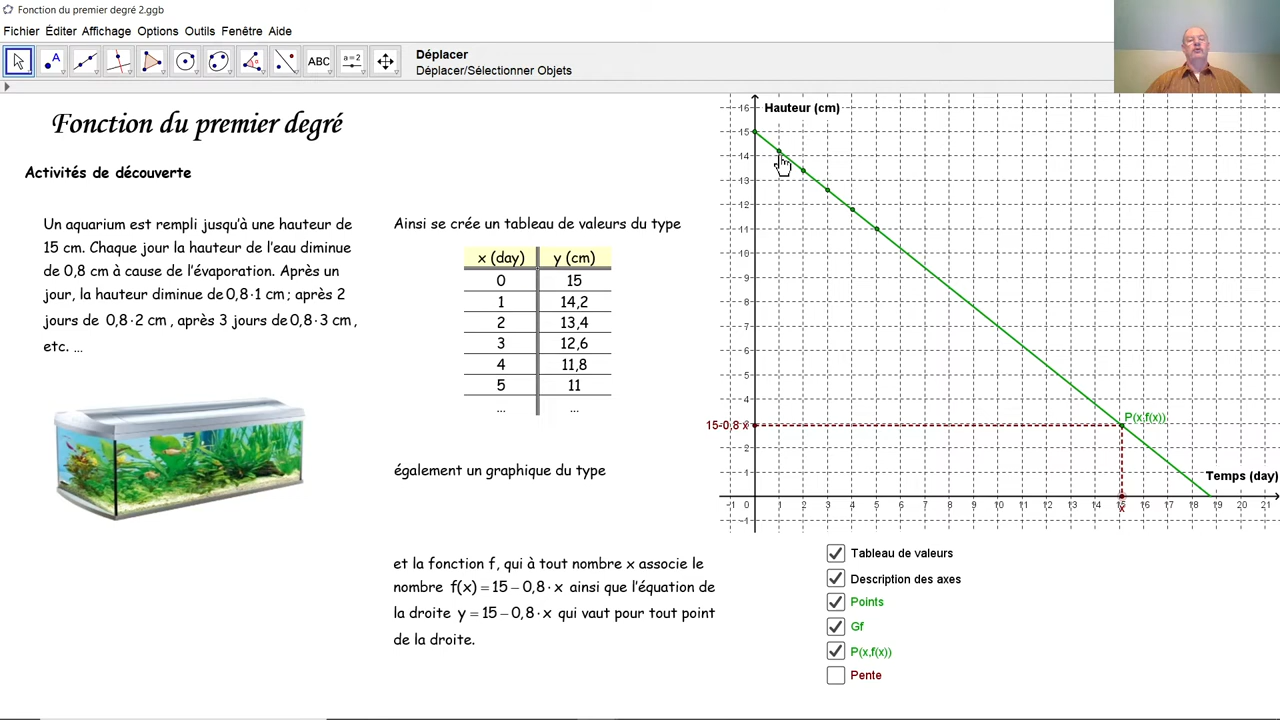 Fonction du premier degré 2.ggb
Fichier Éditer Affichage Options Outils Fenêtre Aide
A
ABC
a=2
Déplacer
Déplacer/Sélectionner Objets
Fonction du premier degré
Activités de découverte
Un aquarium est rempli jusqu'à une hauteur de
15 cm. Chaque jour la hauteur de l'eau diminue
de 0,8 cm à cause de l'évaporation. Après un
jour, la hauteur diminue de 0,8·1 cm ; après 2
jours de 0,8·2 cm , après 3 jours de 0,8·3 cm ,
etc. ...
Ainsi se crée un tableau de valeurs du type
x (day) y (cm)
0 15
1 14,2
2 13,4
3 12,6
4 11,8
5 11
... ...
également un graphique du type
et la fonction f, qui à tout nombre x associe le
nombre f(x) = 15 – 0,8·x ainsi que l'équation de
la droite y = 15 – 0,8·x qui vaut pour tout point
de la droite.
Hauteur (cm)
16
15
14
13
12
11
10
9
8
7
6
5
4
15-0,8 x
2
1
0
-1
P(x,f(x))
Temps (day)
-1 0 1 2 3 4 5 6 7 8 9 10 11 12 13 14 15 16 17 18 19 20 21
x
Tableau de valeurs
Description des axes
Points
Gf
P(x,f(x))
Pente